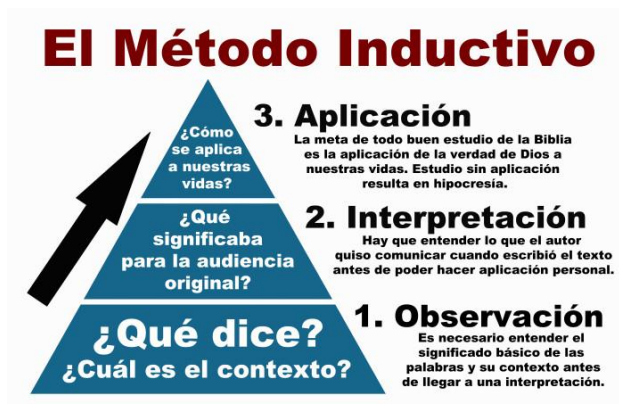 El Método Inductivo
¿Cómo
se aplica
a nuestras
vidas?
3. Aplicación
La meta de todo buen estudio de la Biblia
es la aplicación de la verdad de Dios a
nuestras vidas. Estudio sin aplicación
resulta en hipocresía.
¿Qué
significaba
para la audiencia
original?
2. Interpretación
Hay que entender lo que el autor
quiso comunicar cuando escribió el texto
antes de poder hacer aplicación personal.
¿Qué dice?
¿Cuál es el contexto?
1. Observación
Es necesario entender el
significado básico de las
palabras y su contexto antes
de llegar a una interpretación.